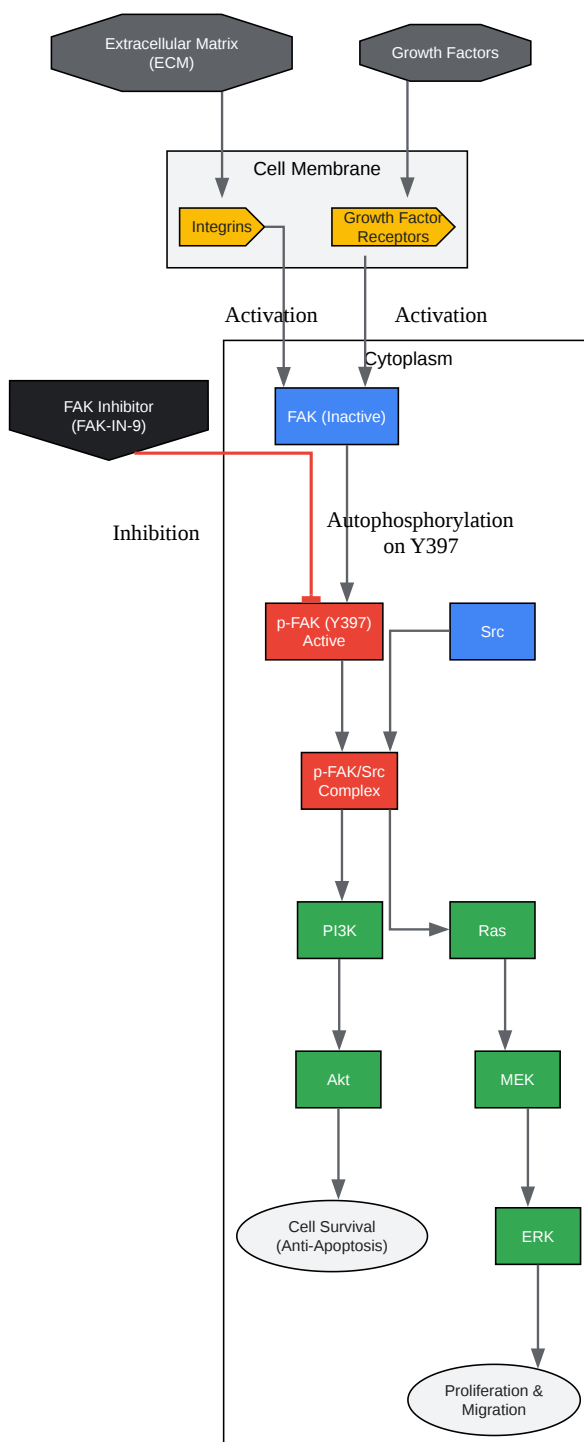 Extracellular Matrix
(ECM)
Growth Factors
Cell Membrane
Integrins
Growth Factor
Receptors
Activation
Activation
Cytoplasm
FAK Inhibitor
(FAK-IN-9)
FAK (Inactive)
Inhibition
Autophosphorylation
on Y397
p-FAK (Y397)
Active
Src
p-FAK/Src
Complex
PI3K
Ras
Akt
MEK
Cell Survival
(Anti-Apoptosis)
ERK
Proliferation &
Migration